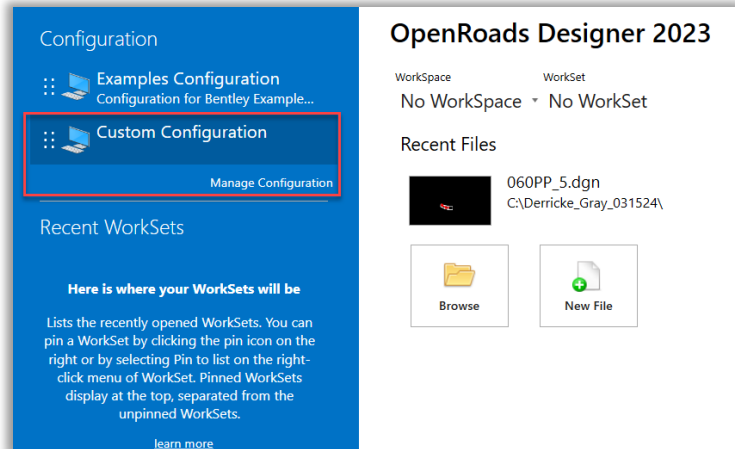 Configuration
Examples Configuration
Configuration for Bentley Example...
Custom Configuration
Manage Configuration
Recent WorkSets
Here is where your WorkSets will be
Lists the recently opened WorkSets. You can
pin a WorkSet by clicking the pin icon on the
right or by selecting Pin to list on the right-
click menu of WorkSet. Pinned WorkSets
display at the top, separated from the
unpinned WorkSets.
learn more
OpenRoads Designer 2023
WorkSpace WorkSet
No WorkSpace No WorkSet
Recent Files
060PP_5.dgn
C:\Derricke_Gray_031524\
Browse New File